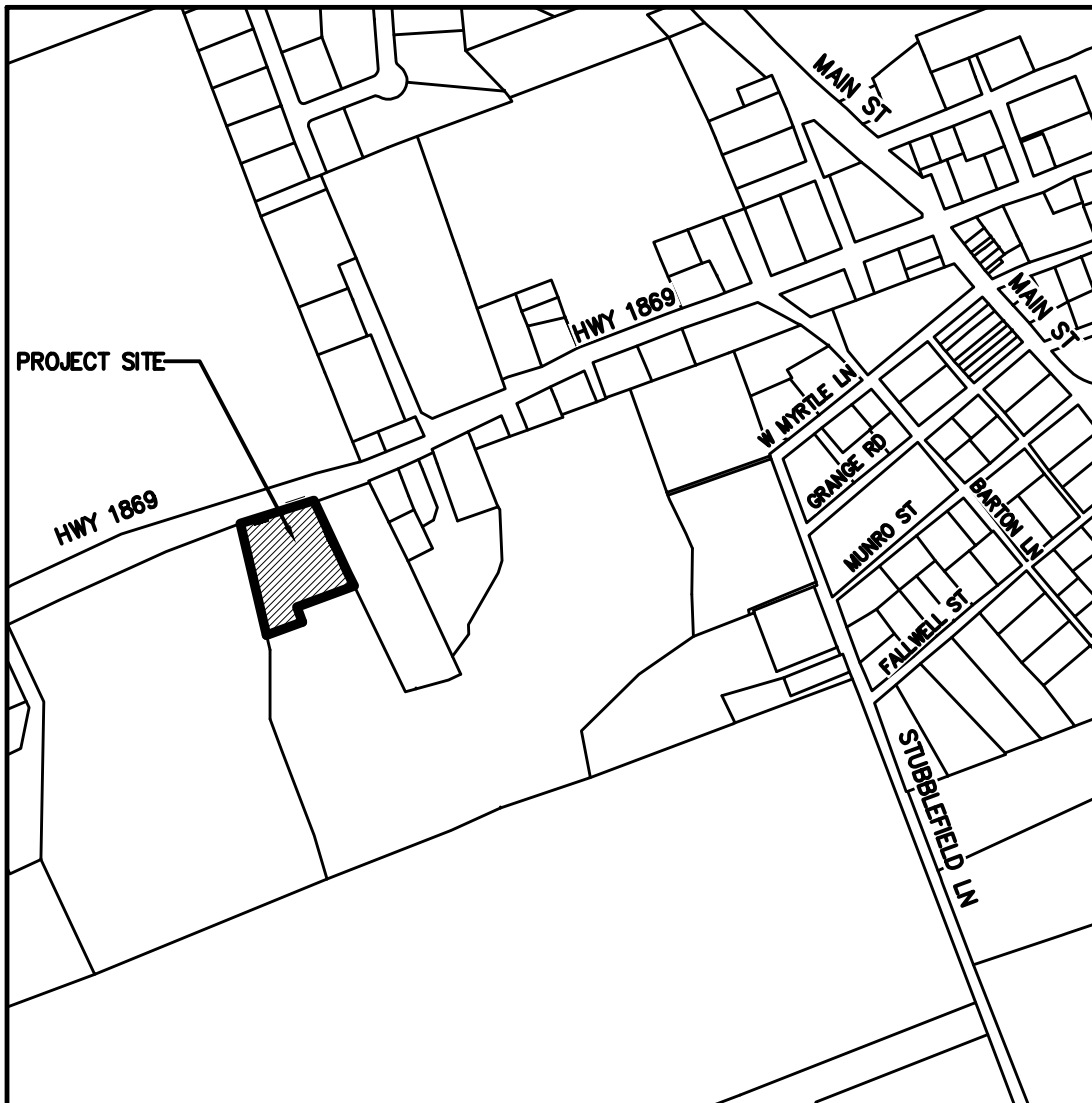 MAIN ST
MAIN ST
HWY 1869
PROJECT SITE
W MYRTLE LN
GRANGE RD
HWY 1869
BARTON LN
MUNRO ST
FALLWELL ST
STUBBLEFIELD LN